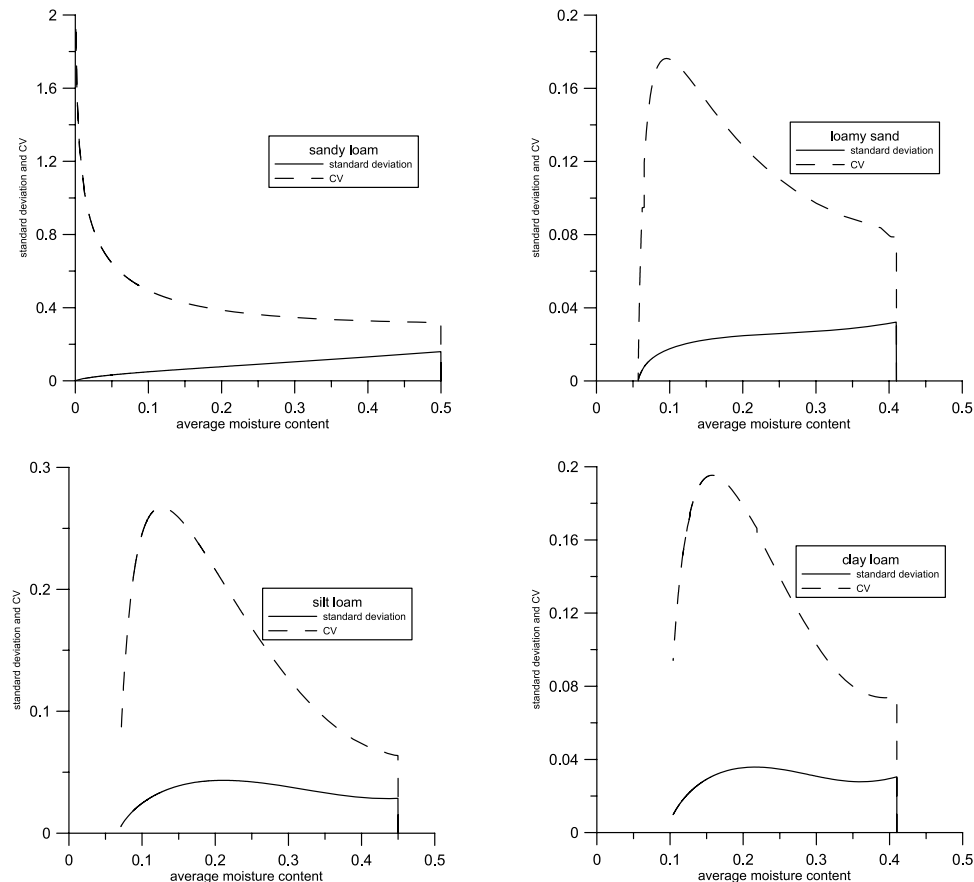 2
1.6
1.2
0.8
0.4
0
standard deviation and CV
sandy loam
standard deviation
CV
0 0.1 0.2 0.3 0.4 0.5
average moisture content
0.2
0.16
0.12
0.08
0.04
0
standard deviation and CV
loamy sand
standard deviation
CV
0 0.1 0.2 0.3 0.4 0.5
average moisture content
0.3
0.2
0.1
0
standard deviation and CV
silt loam
standard deviation
CV
0 0.1 0.2 0.3 0.4 0.5
average moisture content
0.2
0.16
0.12
0.08
0.04
0
standard deviation and CV
clay loam
standard deviation
CV
0 0.1 0.2 0.3 0.4 0.5
average moisture content